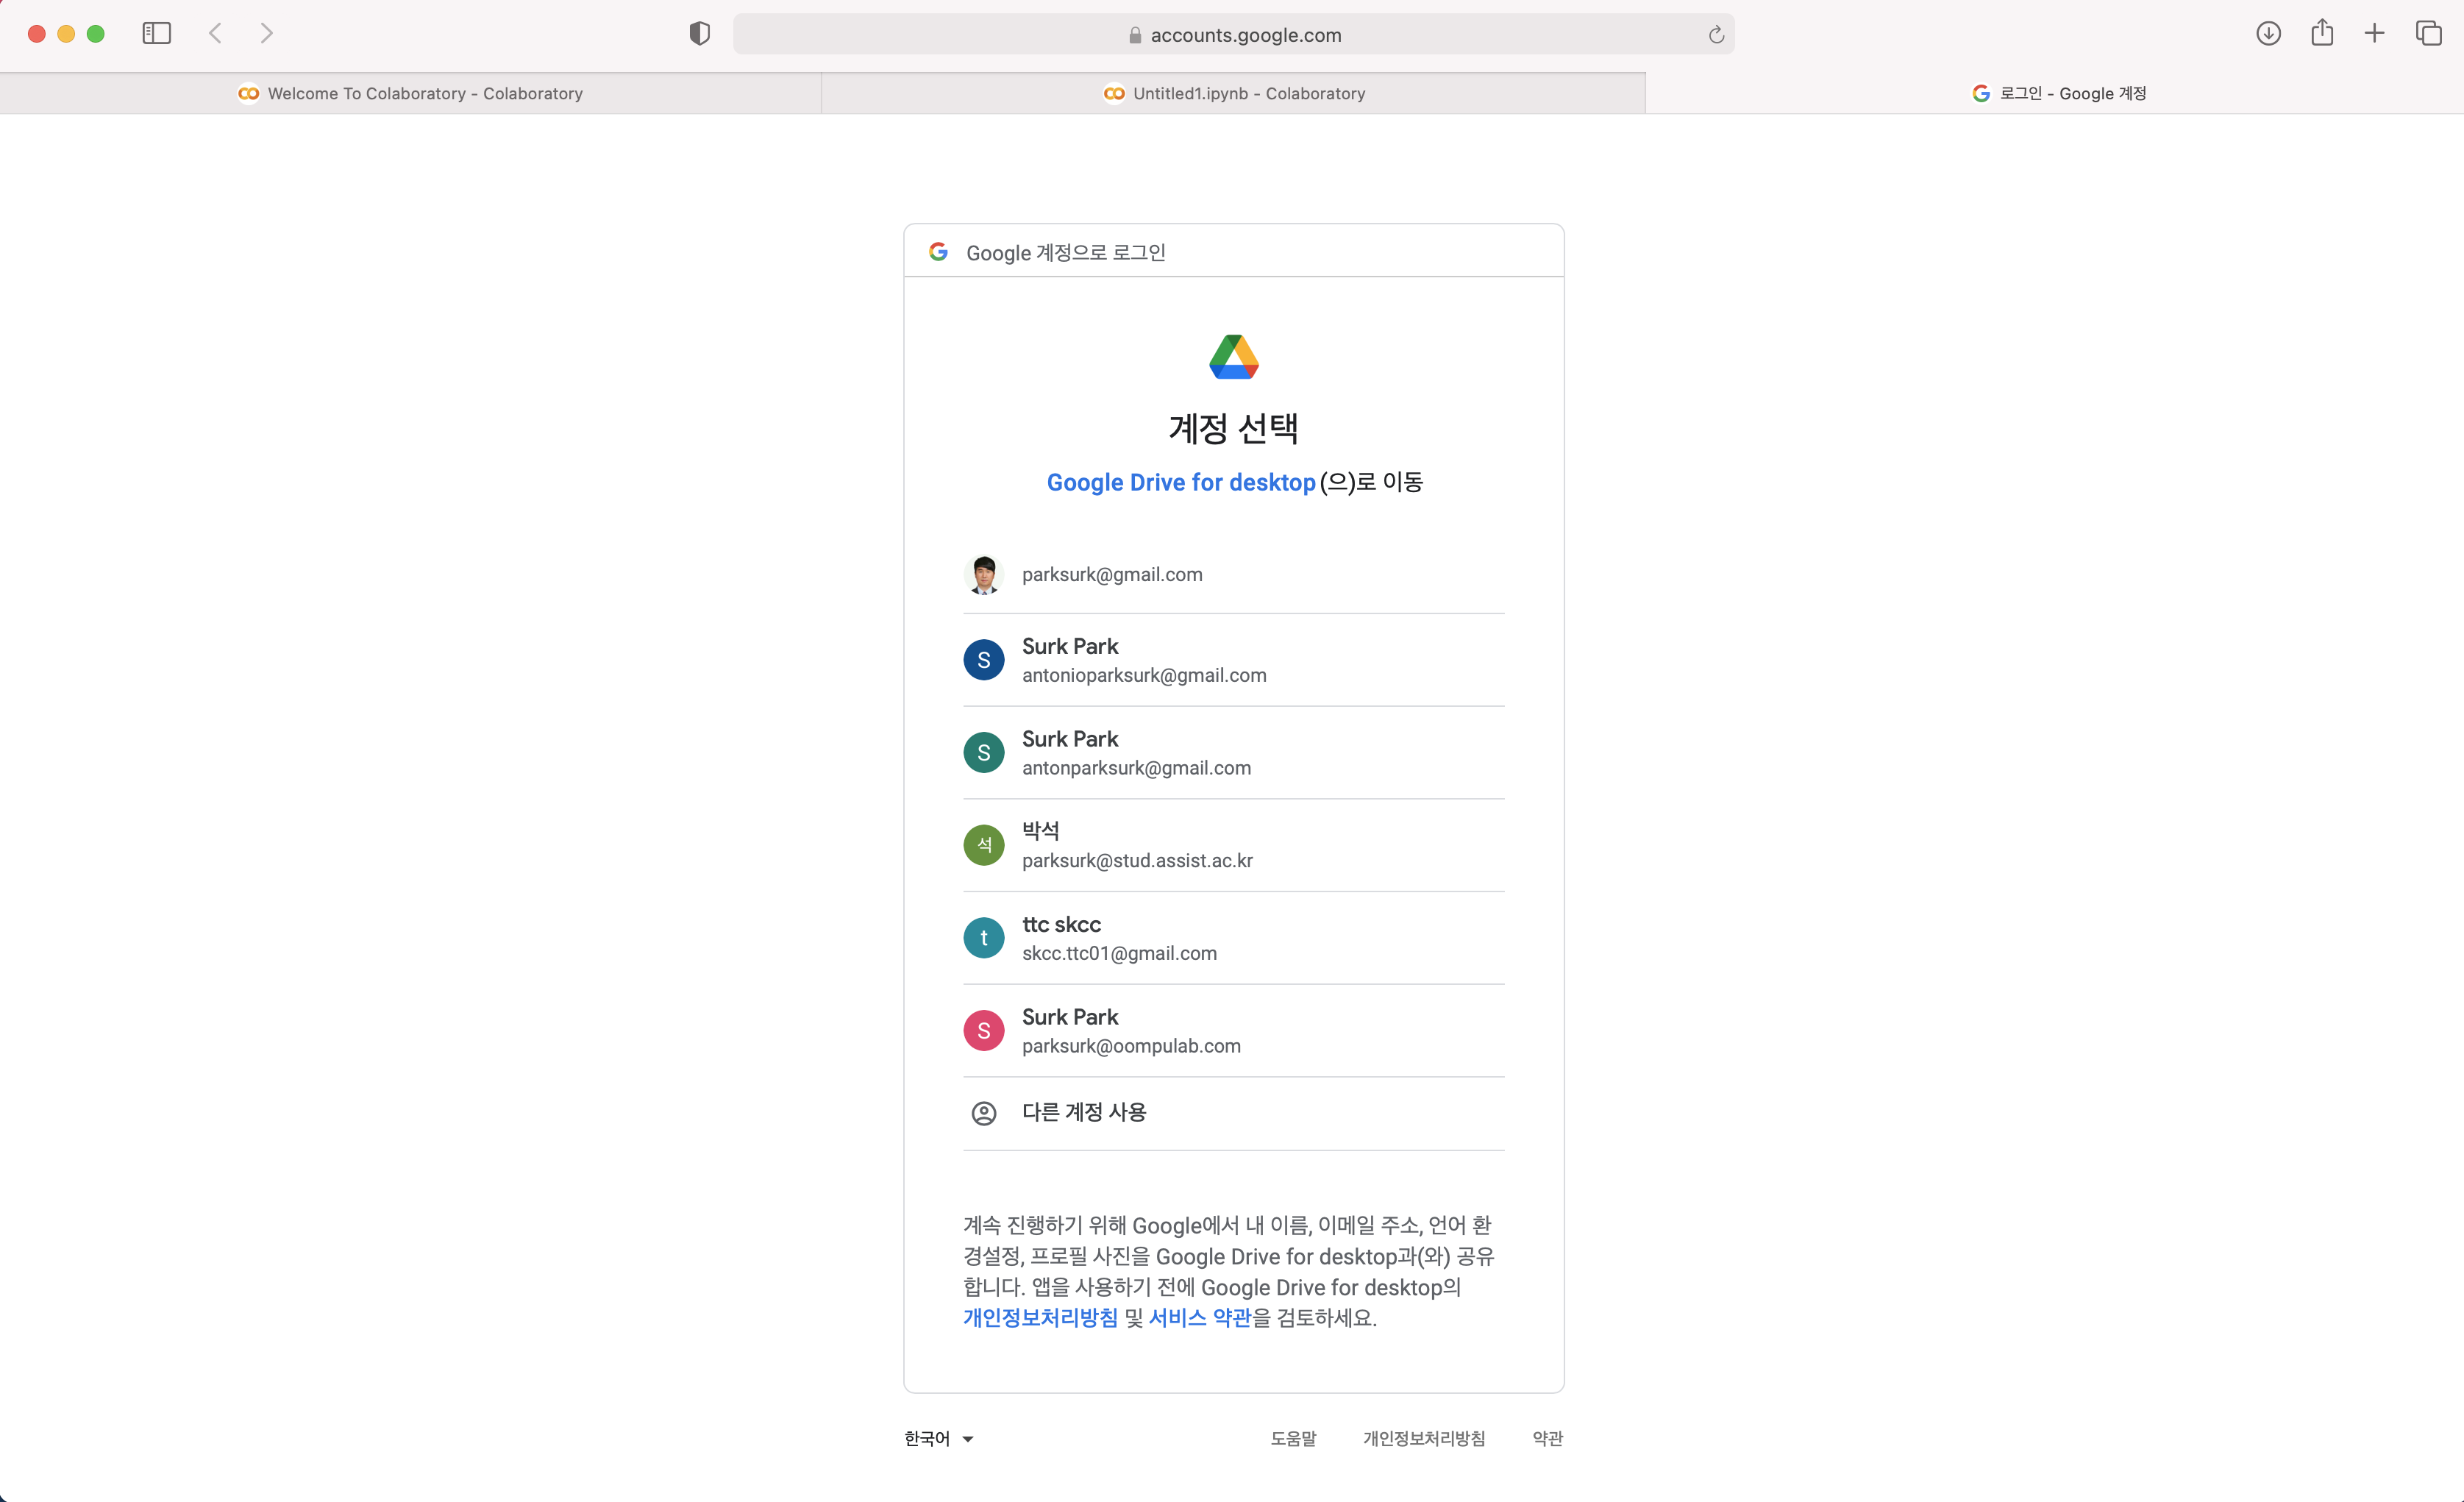 accounts.google.com
Welcome To Colaboratory - Colaboratory
Untitled1.ipynb - Colaboratory
로그인 - Google 계정
Google 계정으로 로그인
계정 선택
Google Drive for desktop(으)로 이동
parksurk@gmail.com
S
Surk Park
antonioparksurk@gmail.com
S
Surk Park
antonparksurk@gmail.com
석
박석
parksurk@stud.assist.ac.kr
t
ttc skcc
skcc.ttc01@gmail.com
S
Surk Park
parksurk@oompulab.com
다른 계정 사용
계속 진행하기 위해 Google에서 내 이름, 이메일 주소, 언어 환
경설정, 프로필 사진을 Google Drive for desktop과(와) 공유
합니다. 앱을 사용하기 전에 Google Drive for desktop의
개인정보처리방침 및 서비스 약관을 검토하세요.
한국어
도움말
개인정보처리방침
약관